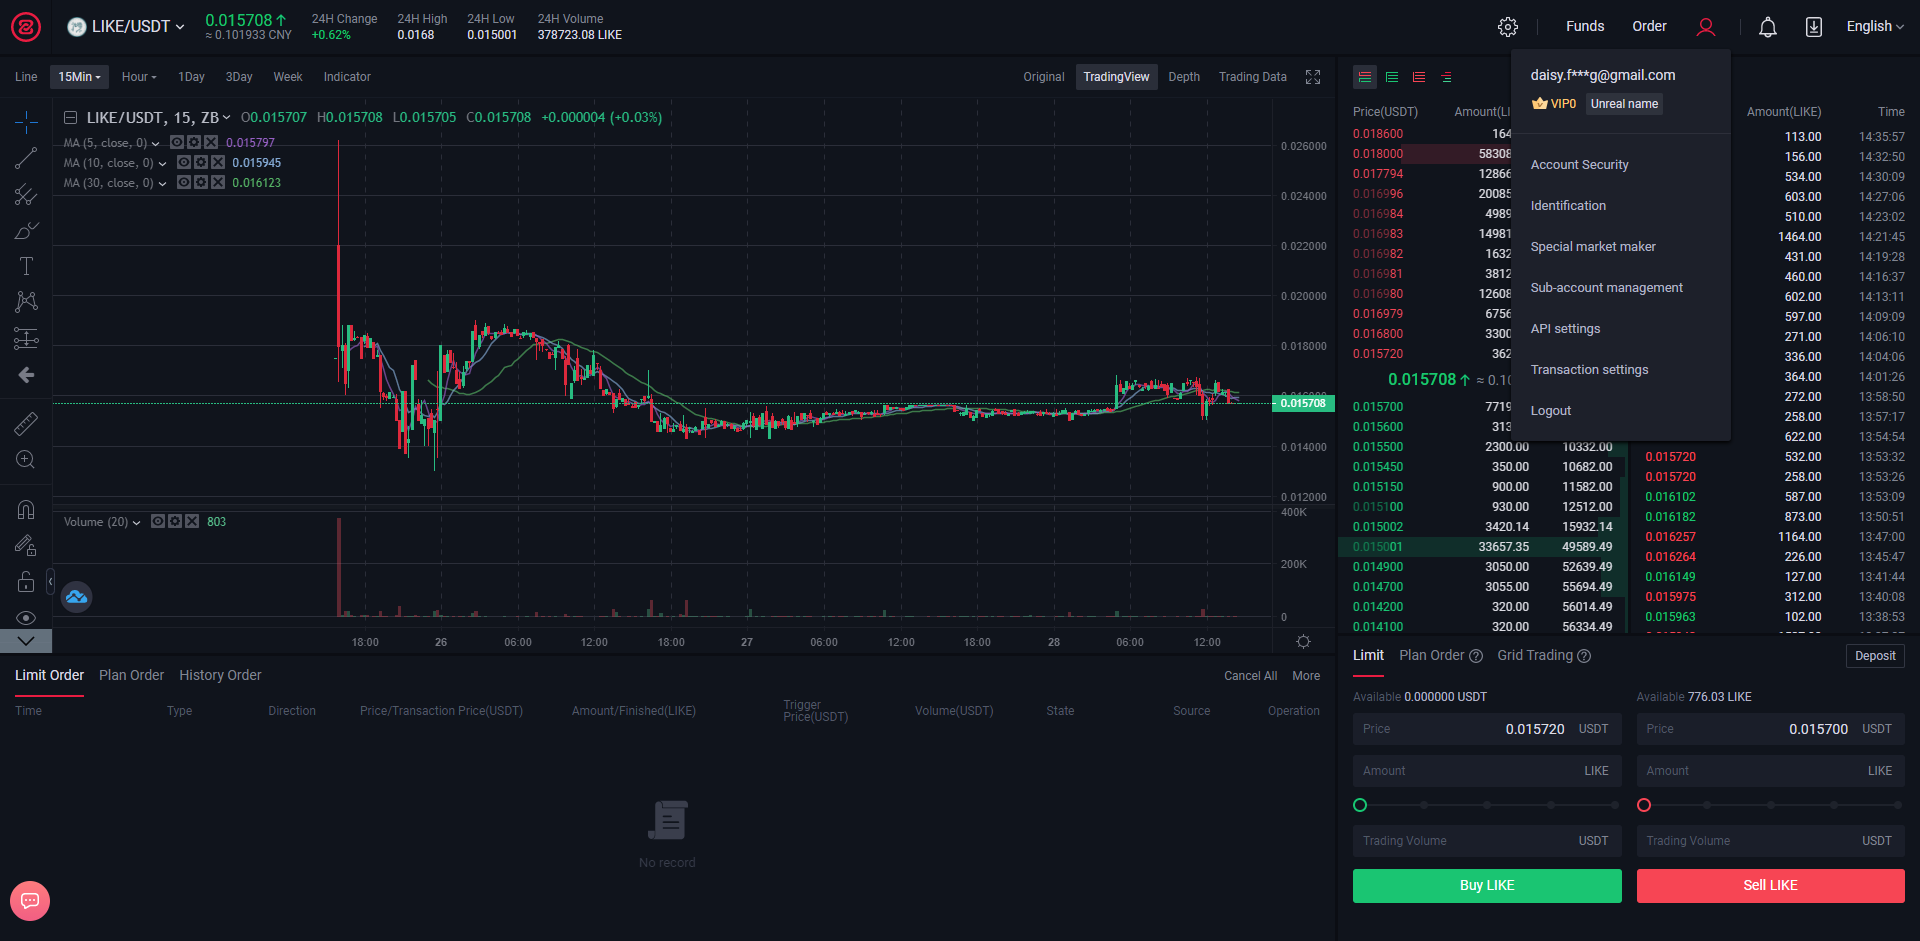 LIKE/USDT
0.015708
≈ 0.101933 CNY
24H Change
+0.62%
24H High
0.0168
24H Low
0.015001
24H Volume
378723.08 LIKE
Funds
Order
English
Line
15Min
Hour
1Day
3Day
Week
Indicator
Original
TradingView
Depth
Trading Data
LIKE/USDT, 15, ZB
O0.015707 H0.015708 L0.015705 C0.015708 +0.000004 (+0.03%)
MA (5, close, 0) 0.015797
MA (10, close, 0) 0.015945
MA (30, close, 0) 0.016123
0.026000
0.024000
0.022000
0.020000
0.018000
0.015708
0.014000
0.012000
Volume (20) 803
400K
200K
0
18:00 26 06:00 12:00 18:00 27 06:00 12:00 18:00 28 06:00 12:00
Price(USDT)
0.018600 164
0.018000 58308
0.017794 12866
0.016996 20085
0.016984 4989
0.016983 14981
0.016982 1632
0.016981 3812
0.016980 12608
0.016979 6756
0.016800 3300
0.015720 362
0.015708 ≈ 0.10
0.015700 7719
0.015600 313
0.015500 2300.00 10332.00
0.015450 350.00 10682.00
0.015150 900.00 11582.00
0.015100 930.00 12512.00
0.015002 3420.14 15932.14
0.015001 33657.35 49589.49
0.014900 3050.00 52639.49
0.014700 3055.00 55694.49
0.014200 320.00 56014.49
0.014100 320.00 56334.49
daisy.f***g@gmail.com
VIP0 Unreal name
Account Security
Identification
Special market maker
Sub-account management
API settings
Transaction settings
Logout
Amount(LIKE) Time
113.00 14:35:57
156.00 14:32:50
534.00 14:30:09
603.00 14:27:06
510.00 14:23:02
1464.00 14:21:45
431.00 14:19:28
460.00 14:16:37
602.00 14:13:11
597.00 14:09:09
271.00 14:06:10
336.00 14:04:06
364.00 14:01:26
272.00 13:58:50
258.00 13:57:17
622.00 13:54:54
0.015720 532.00 13:53:32
0.015720 258.00 13:53:26
0.016102 587.00 13:53:09
0.016182 873.00 13:50:51
0.016257 1164.00 13:47:00
0.016264 226.00 13:45:47
0.016149 127.00 13:41:44
0.015975 312.00 13:40:08
0.015963 102.00 13:38:53
Limit Order
Plan Order
History Order
Cancel All
More
Time
Type
Direction
Price/Transaction Price(USDT)
Amount/Finished(LIKE)
Trigger
Price(USDT)
Volume(USDT)
State
Source
Operation
No record
Limit
Plan Order
Grid Trading
Deposit
Available 0.000000 USDT
Price 0.015720 USDT
Amount LIKE
Trading Volume USDT
Buy LIKE
Available 776.03 LIKE
Price 0.015700 USDT
Amount LIKE
Trading Volume USDT
Sell LIKE